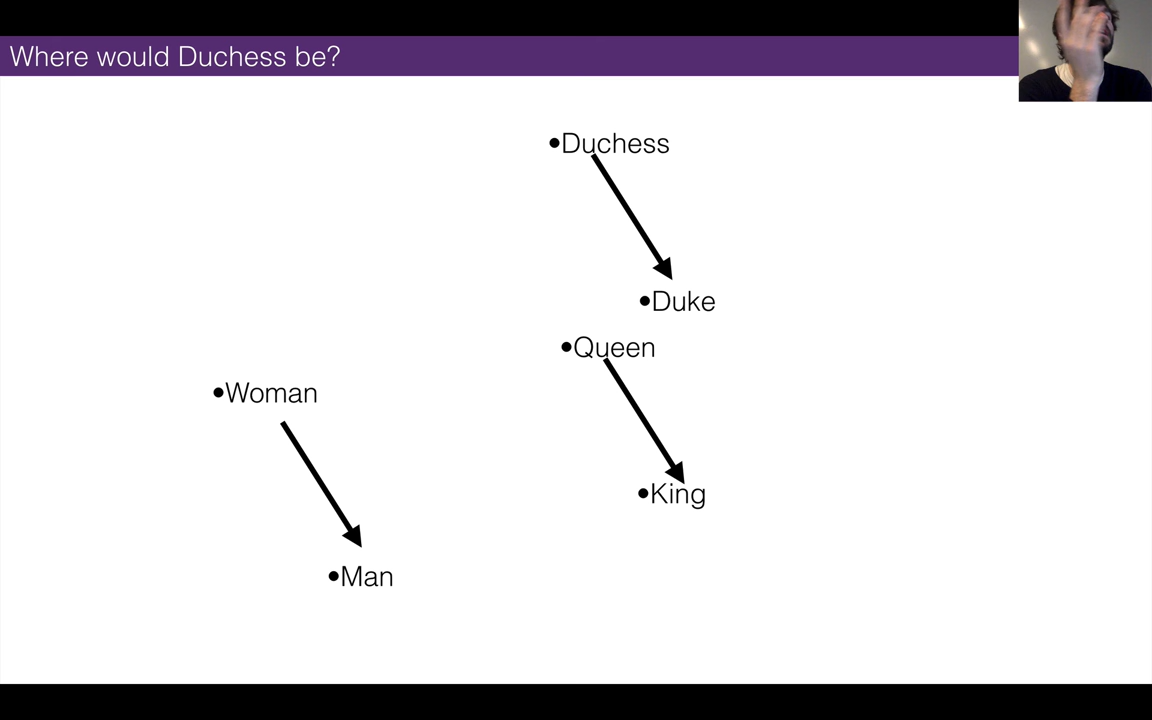 Where would Duchess be?
•Duchess
•Duke
•Queen
•Woman
•King
•Man